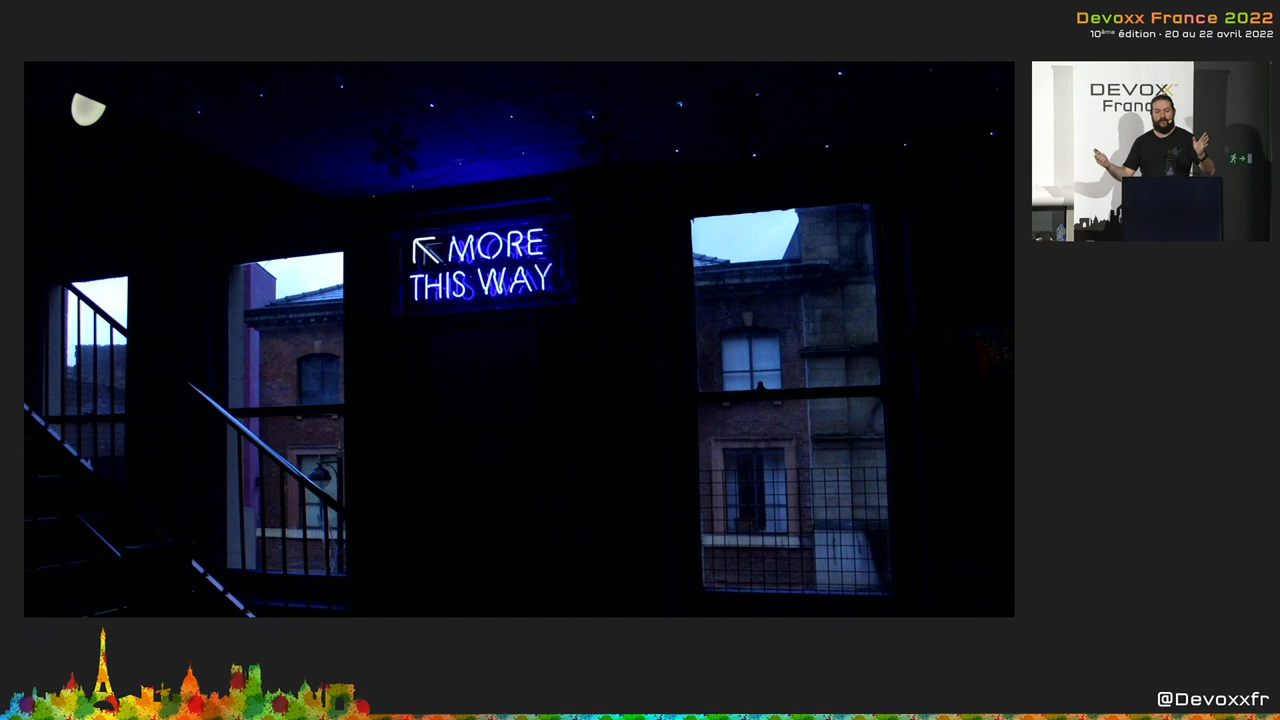 Devoxx France 2022
10ème édition - 20 au 22 avril 2022
DEVOXX
France
↖ MORE
THIS WAY
@Devoxxfr